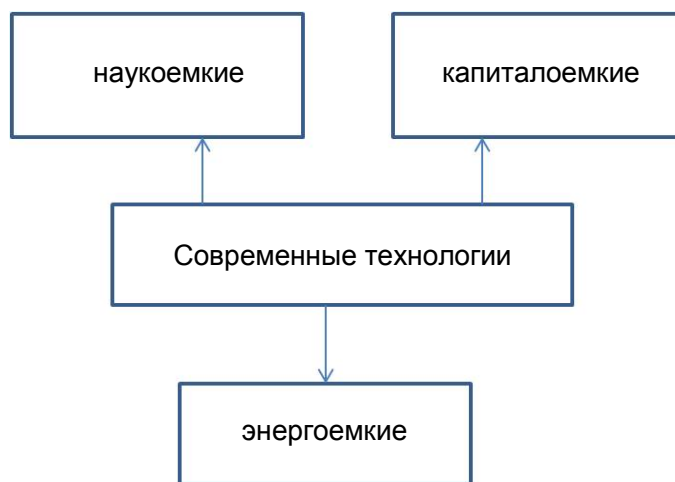 наукоемкие
капиталоемкие
Современные технологии
энергоемкие